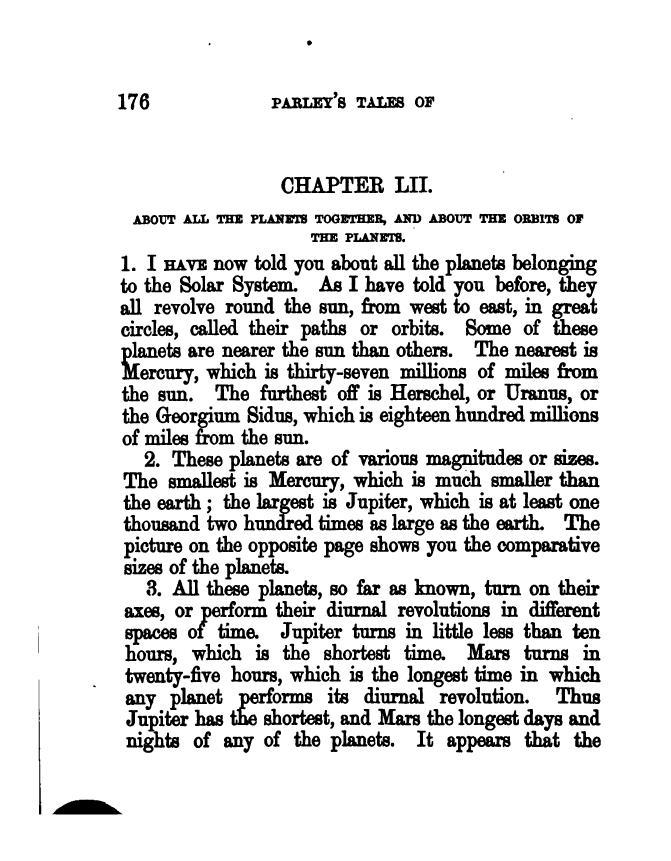 176 PARLEY'S TALES OF
CHAPTER LII.
ABOUT ALL THE PLANETS TOGETHER, AND ABOUT THE ORBITS OF
THE PLANETS.
1. I HAVE now told you about all the planets belonging
to the Solar System. As I have told you before, they
all revolve round the sun, from west to east, in great
circles, called their paths or orbits. Some of these
planets are nearer the sun than others. The nearest is
Mercury, which is thirty-seven millions of miles from
the sun. The furthest off is Herschel, or Uranus, or
the Georgium Sidus, which is eighteen hundred millions
of miles from the sun.
2. These planets are of various magnitudes or sizes.
The smallest is Mercury, which is much smaller than
the earth; the largest is Jupiter, which is at least one
thousand two hundred times as large as the earth. The
picture on the opposite page shows you the comparative
sizes of the planets.
3. All these planets, so far as known, turn on their
axes, or perform their diurnal revolutions in different
spaces of time. Jupiter turns in little less than ten
hours, which is the shortest time. Mars turns in
twenty-five hours, which is the longest time in which
any planet performs its diurnal revolution. Thus
Jupiter has the shortest, and Mars the longest days and
nights of any of the planets. It appears that the